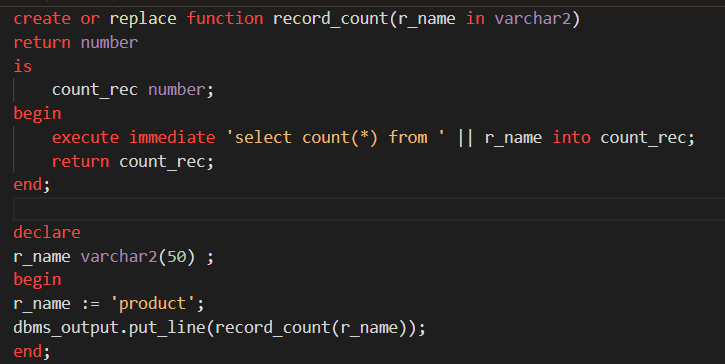 create or replace function record_count(r_name in varchar2)
return number
is
    count_rec number;
begin
    execute immediate 'select count(*) from ' || r_name into count_rec;
    return count_rec;
end;

declare
r_name varchar2(50) ;
begin
r_name := 'product';
dbms_output.put_line(record_count(r_name));
end;